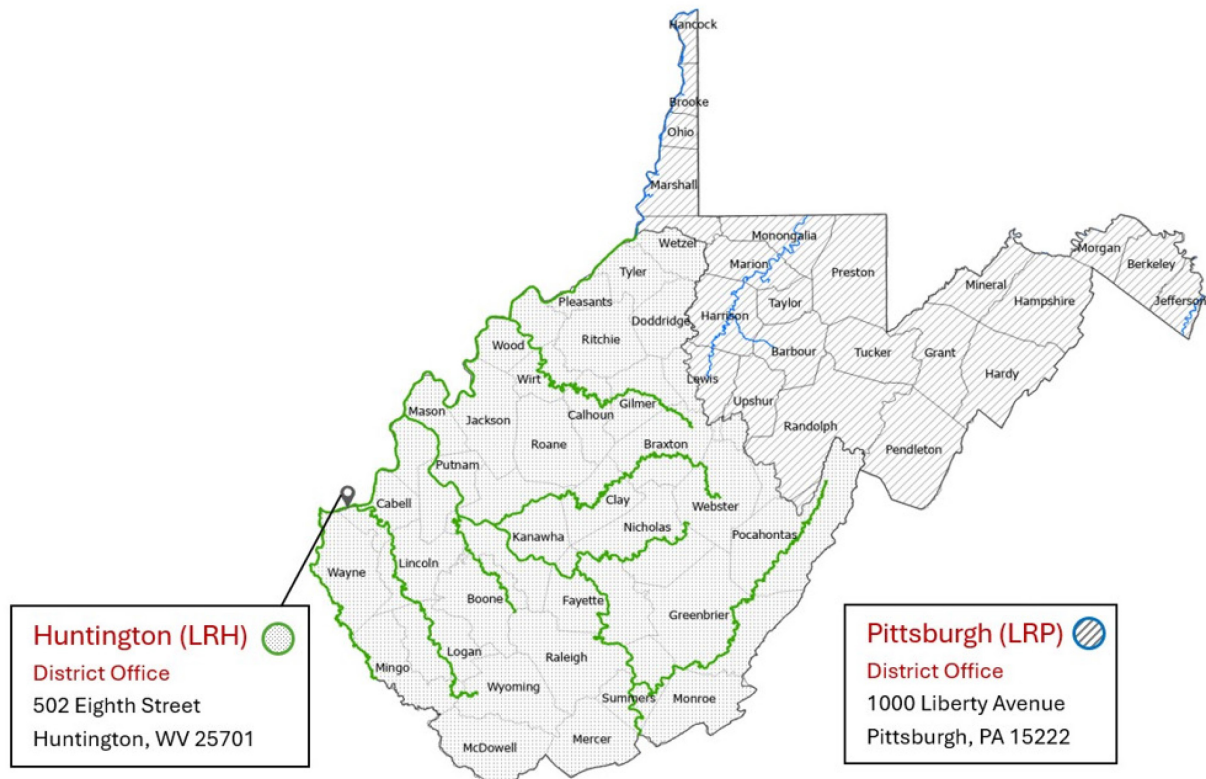 Hancock
Brooke
Ohio
Marshall
Wetzel
Monongalia
Marion
Preston
Morgan
Berkeley
Jefferson
Mineral
Hampshire
Tyler
Pleasants
Taylor
Doddridge
Harrison
Ritchie
Wood
Barbour
Tucker
Grant
Hardy
Wirt
Lewis
Upshur
Mason
Jackson
Calhoun
Gilmer
Randolph
Roane
Braxton
Pendleton
Putnam
Cabell
Clay
Webster
Kanawha
Nicholas
Pocahontas
Wayne
Lincoln
Boone
Fayette
Greenbrier
Logan
Raleigh
Mingo
Wyoming
Summers
Monroe
McDowell
Mercer
Huntington (LRH)
District Office
502 Eighth Street
Huntington, WV 25701
Pittsburgh (LRP)
District Office
1000 Liberty Avenue
Pittsburgh, PA 15222